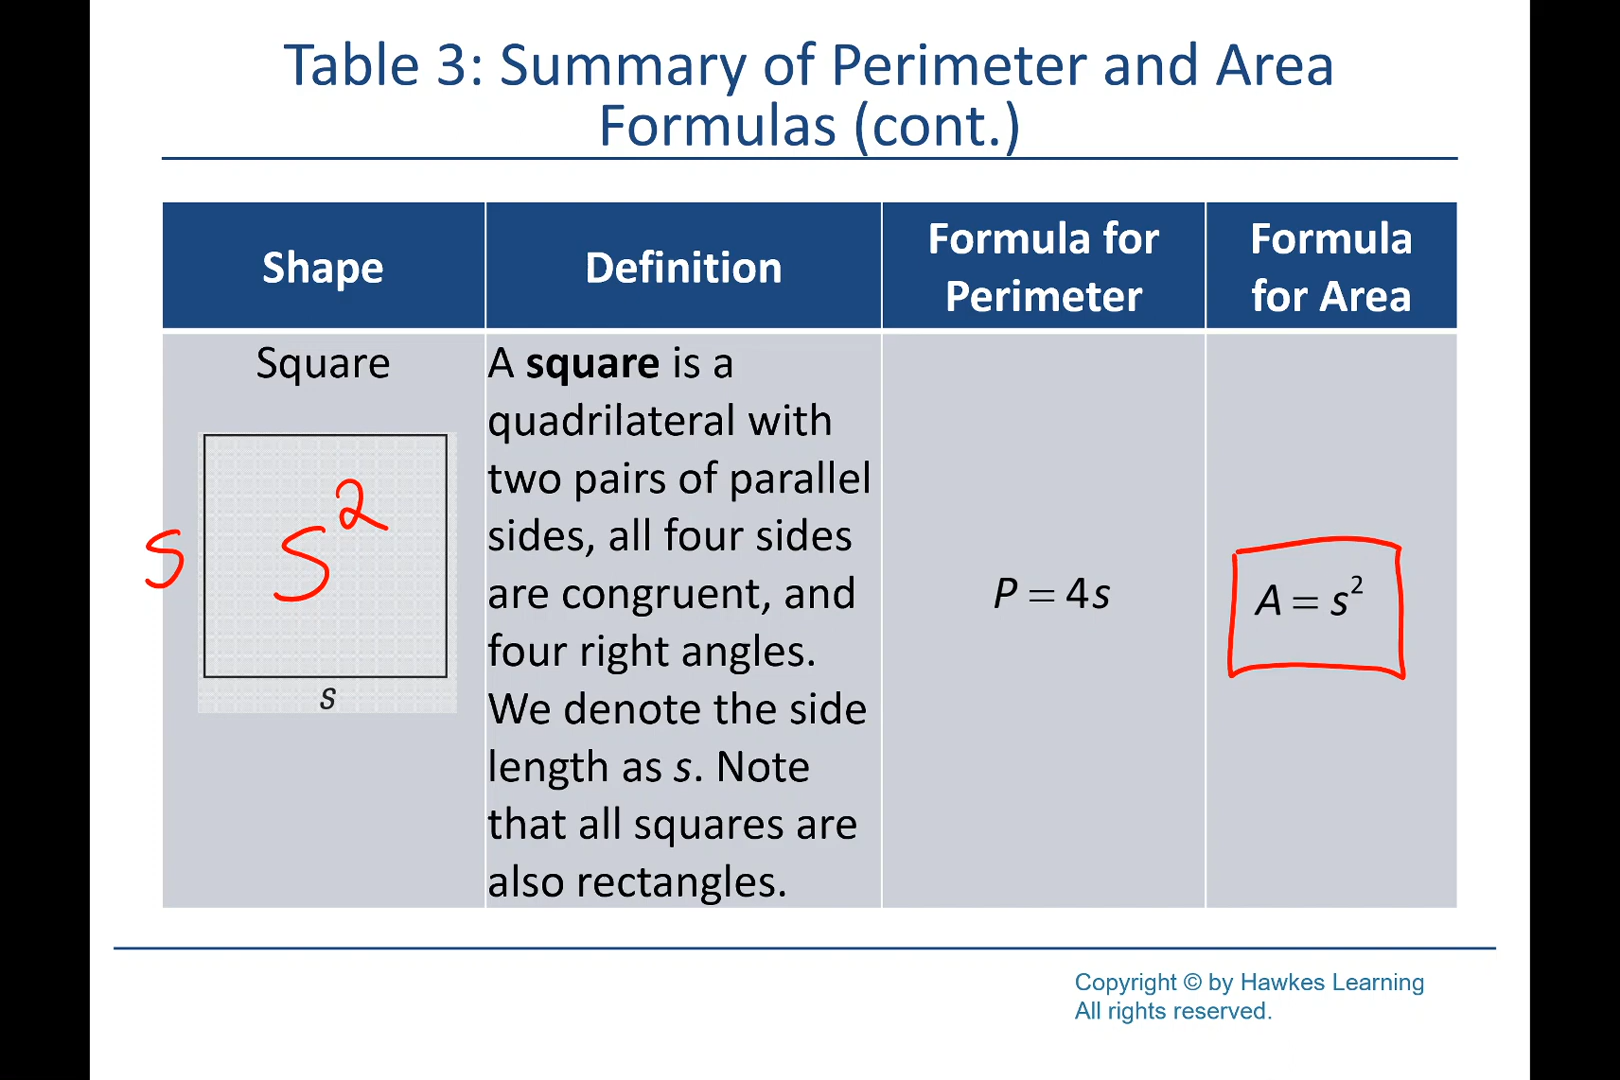 Table 3: Summary of Perimeter and Area
Formulas (cont.)
Shape
Definition
Formula for
Perimeter
Formula
for Area
Square
s
s²
s
A square is a
quadrilateral with
two pairs of parallel
sides, all four sides
are congruent, and
four right angles.
We denote the side
length as s. Note
that all squares are
also rectangles.
P = 4s
A = s²
Copyright © by Hawkes Learning
All rights reserved.